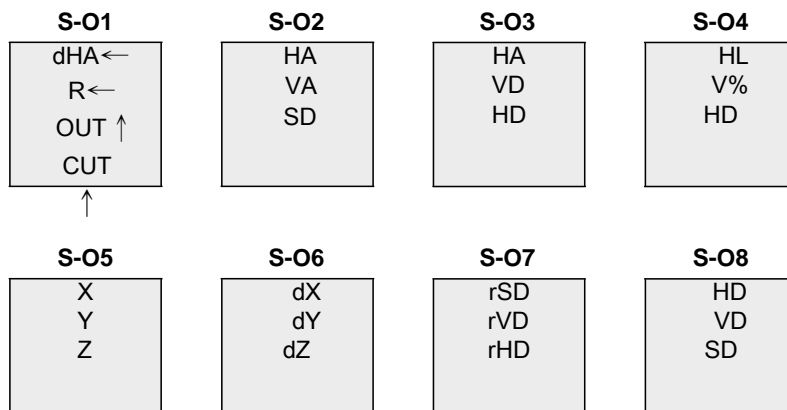 S-O1
dHA←
R←
OUT ↑
CUT
↑
S-O2
HA
VA
SD
S-O3
HA
VD
HD
S-O4
HL
V%
HD
S-O5
X
Y
Z
S-O6
dX
dY
dZ
S-O7
rSD
rVD
rHD
S-O8
HD
VD
SD